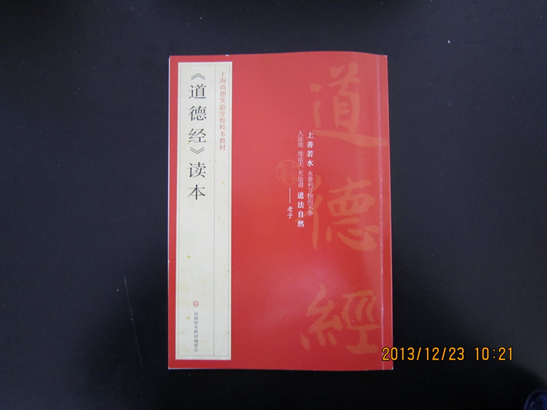 上海尚德实验学校校本教材
《道德经》读本
道德經
上善若水 水善利万物而不争
人法地 地法天 天法道 道法自然
——老子
2013/12/23 10:21